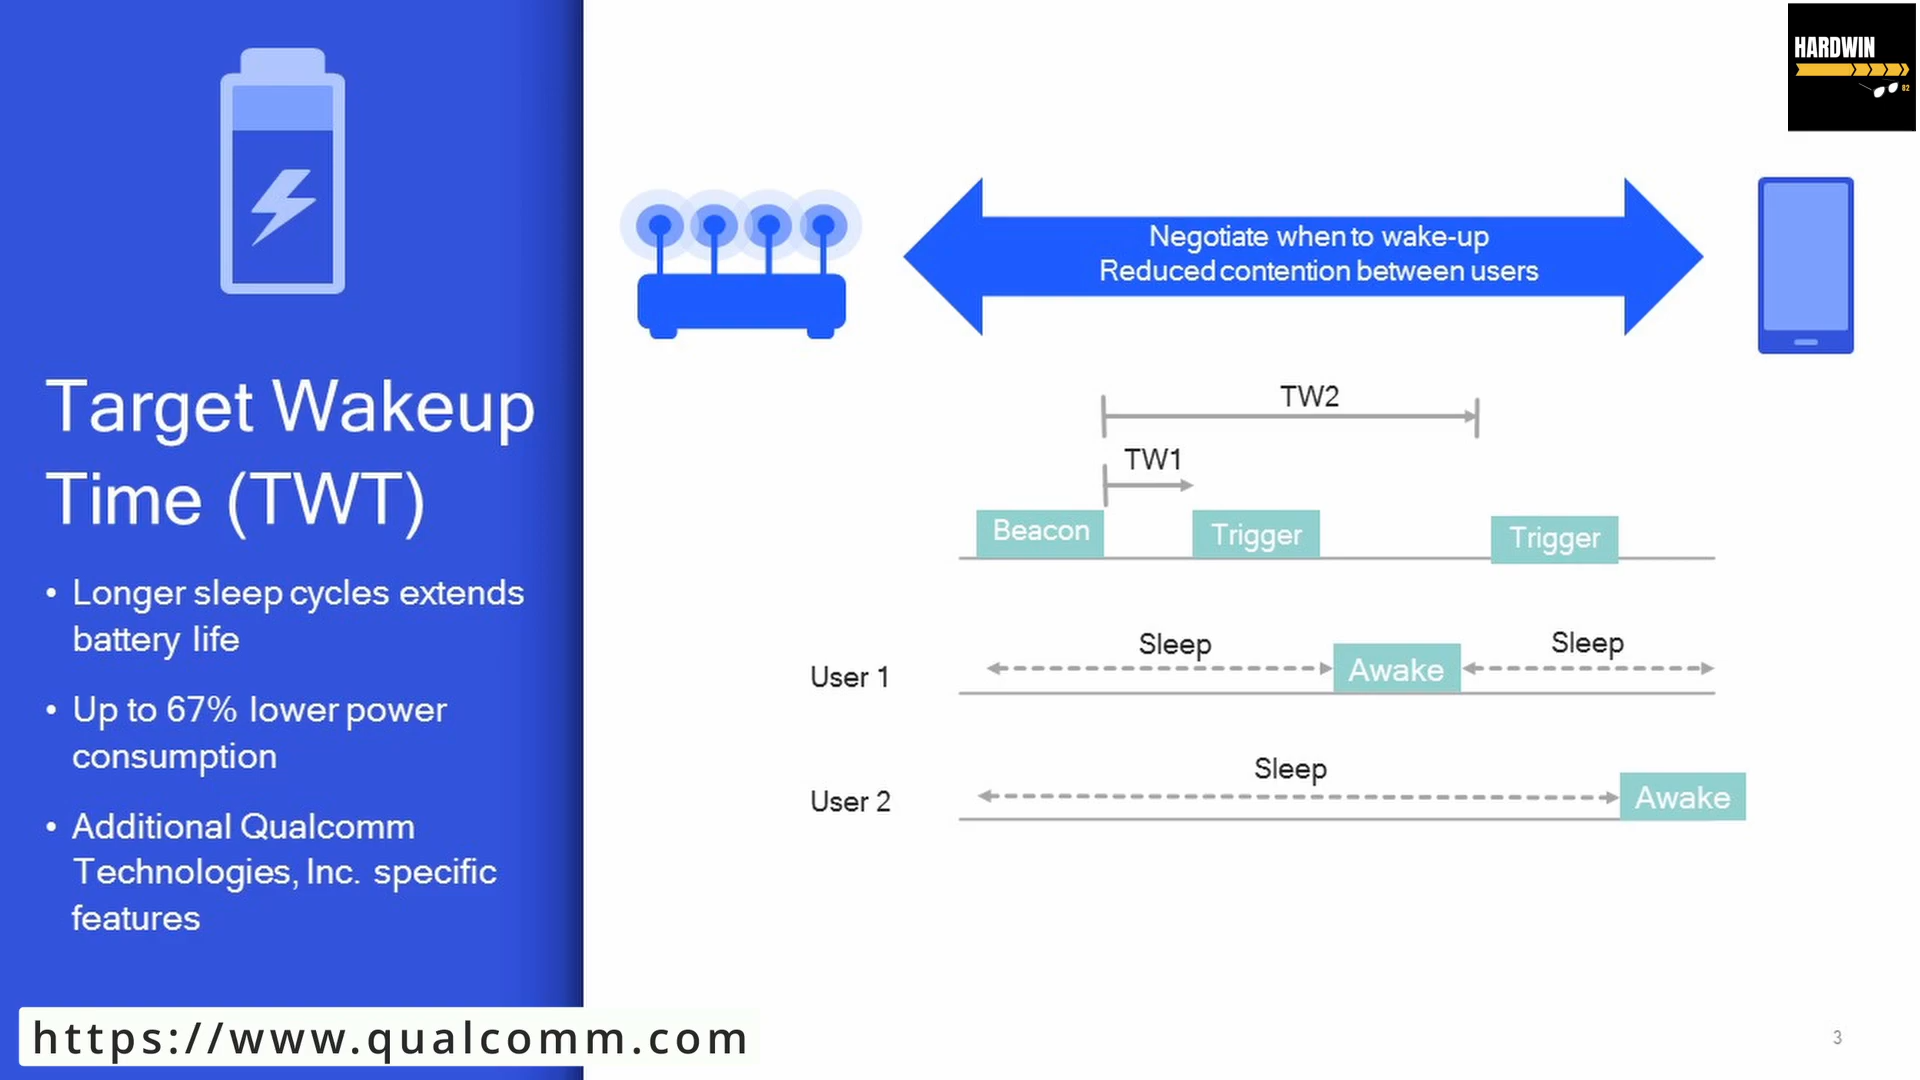 HARDWIN
82
Negotiate when to wake-up
Reduced contention between users
Target Wakeup
Time (TWT)
• Longer sleep cycles extends
battery life
• Up to 67% lower power
consumption
• Additional Qualcomm
Technologies, Inc. specific
features
TW2
TW1
Beacon
Trigger
Trigger
Sleep
Sleep
User 1
Awake
Sleep
User 2
Awake
https://www.qualcomm.com
3